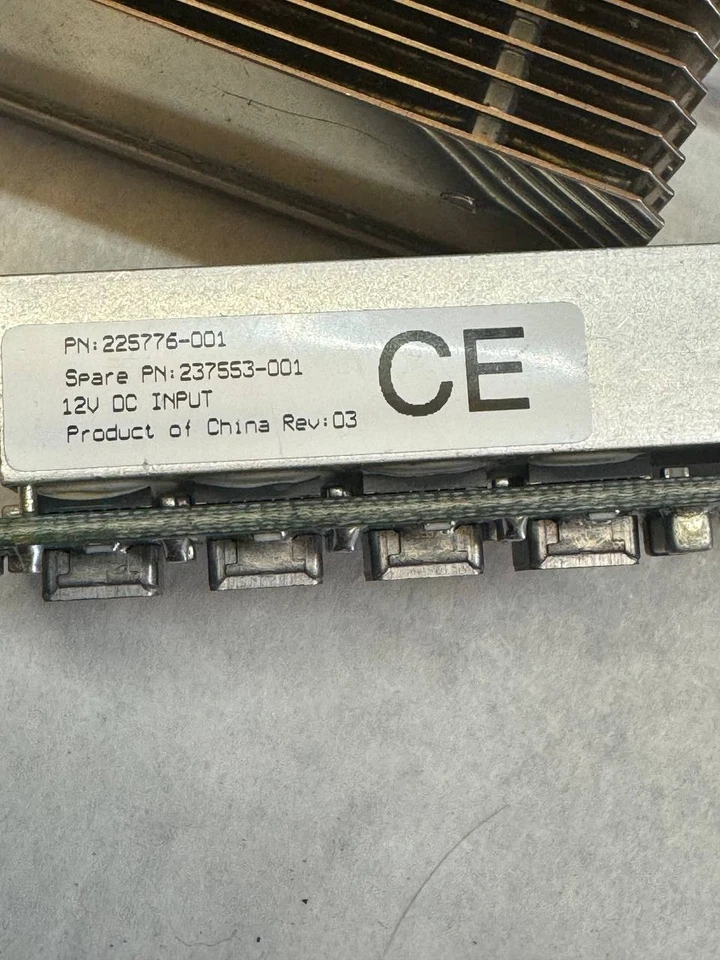 PN:225776-001
Spare PN:237553-001
12V DC INPUT
Product of China Rev:03
CE